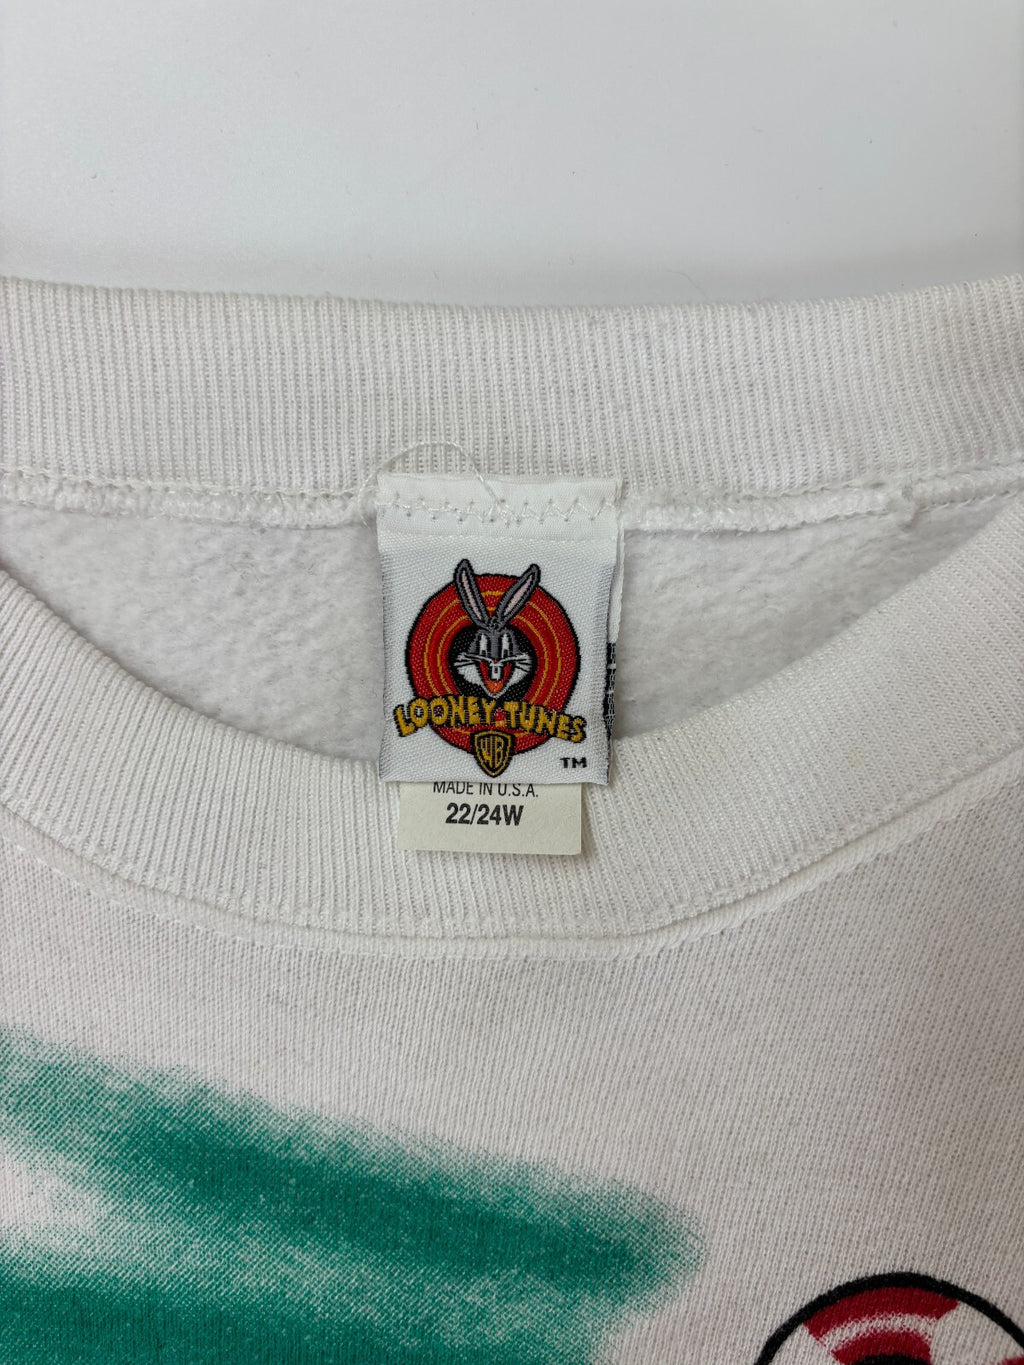 LOONEY TUNES
WB
TM
MADE IN U.S.A.
22/24W